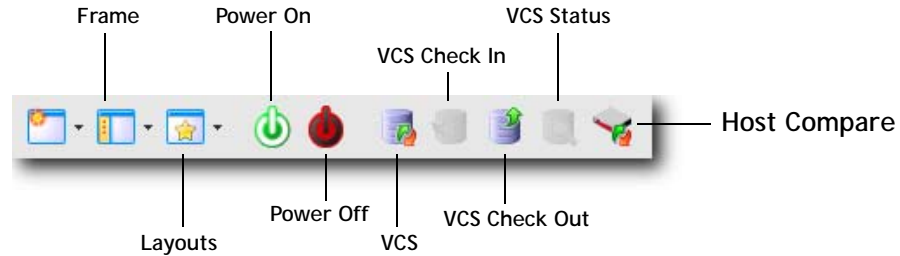 Frame Power On VCS Status
VCS Check In
Host Compare
Power Off VCS Check Out
Layouts VCS